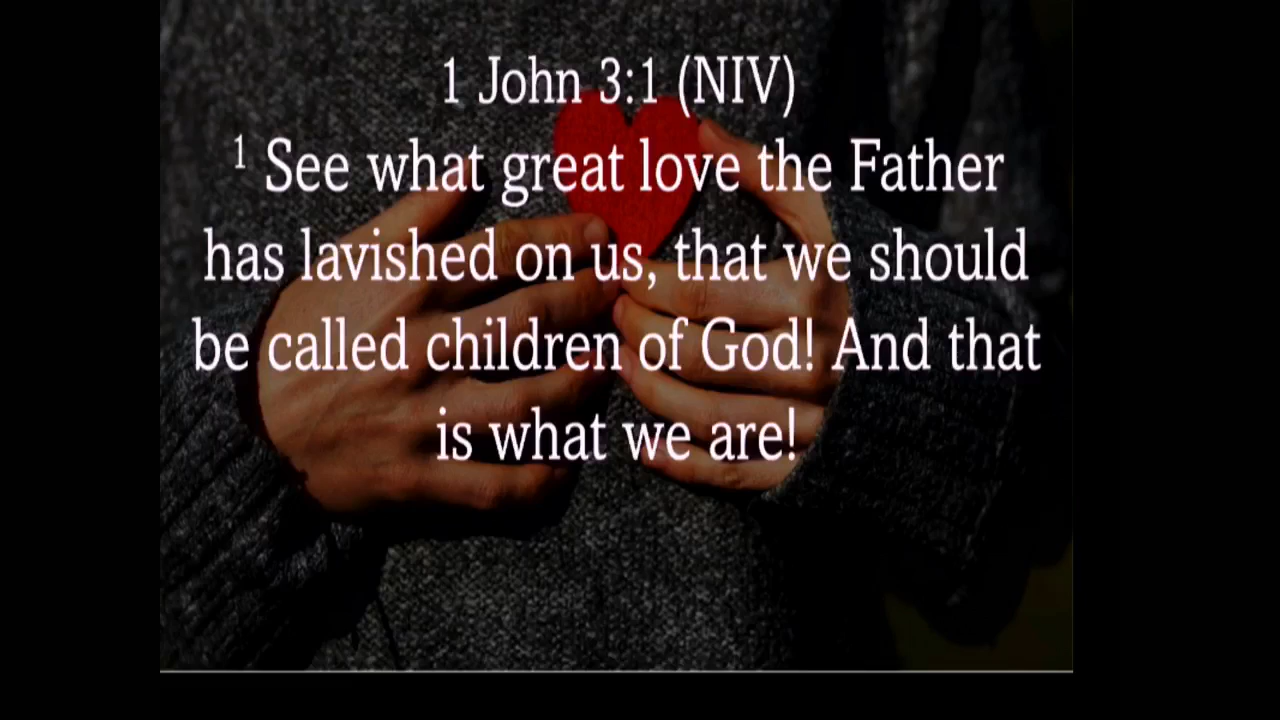 1 John 3:1 (NIV)
¹ See what great love the Father
has lavished on us, that we should
be called children of God! And that
is what we are!